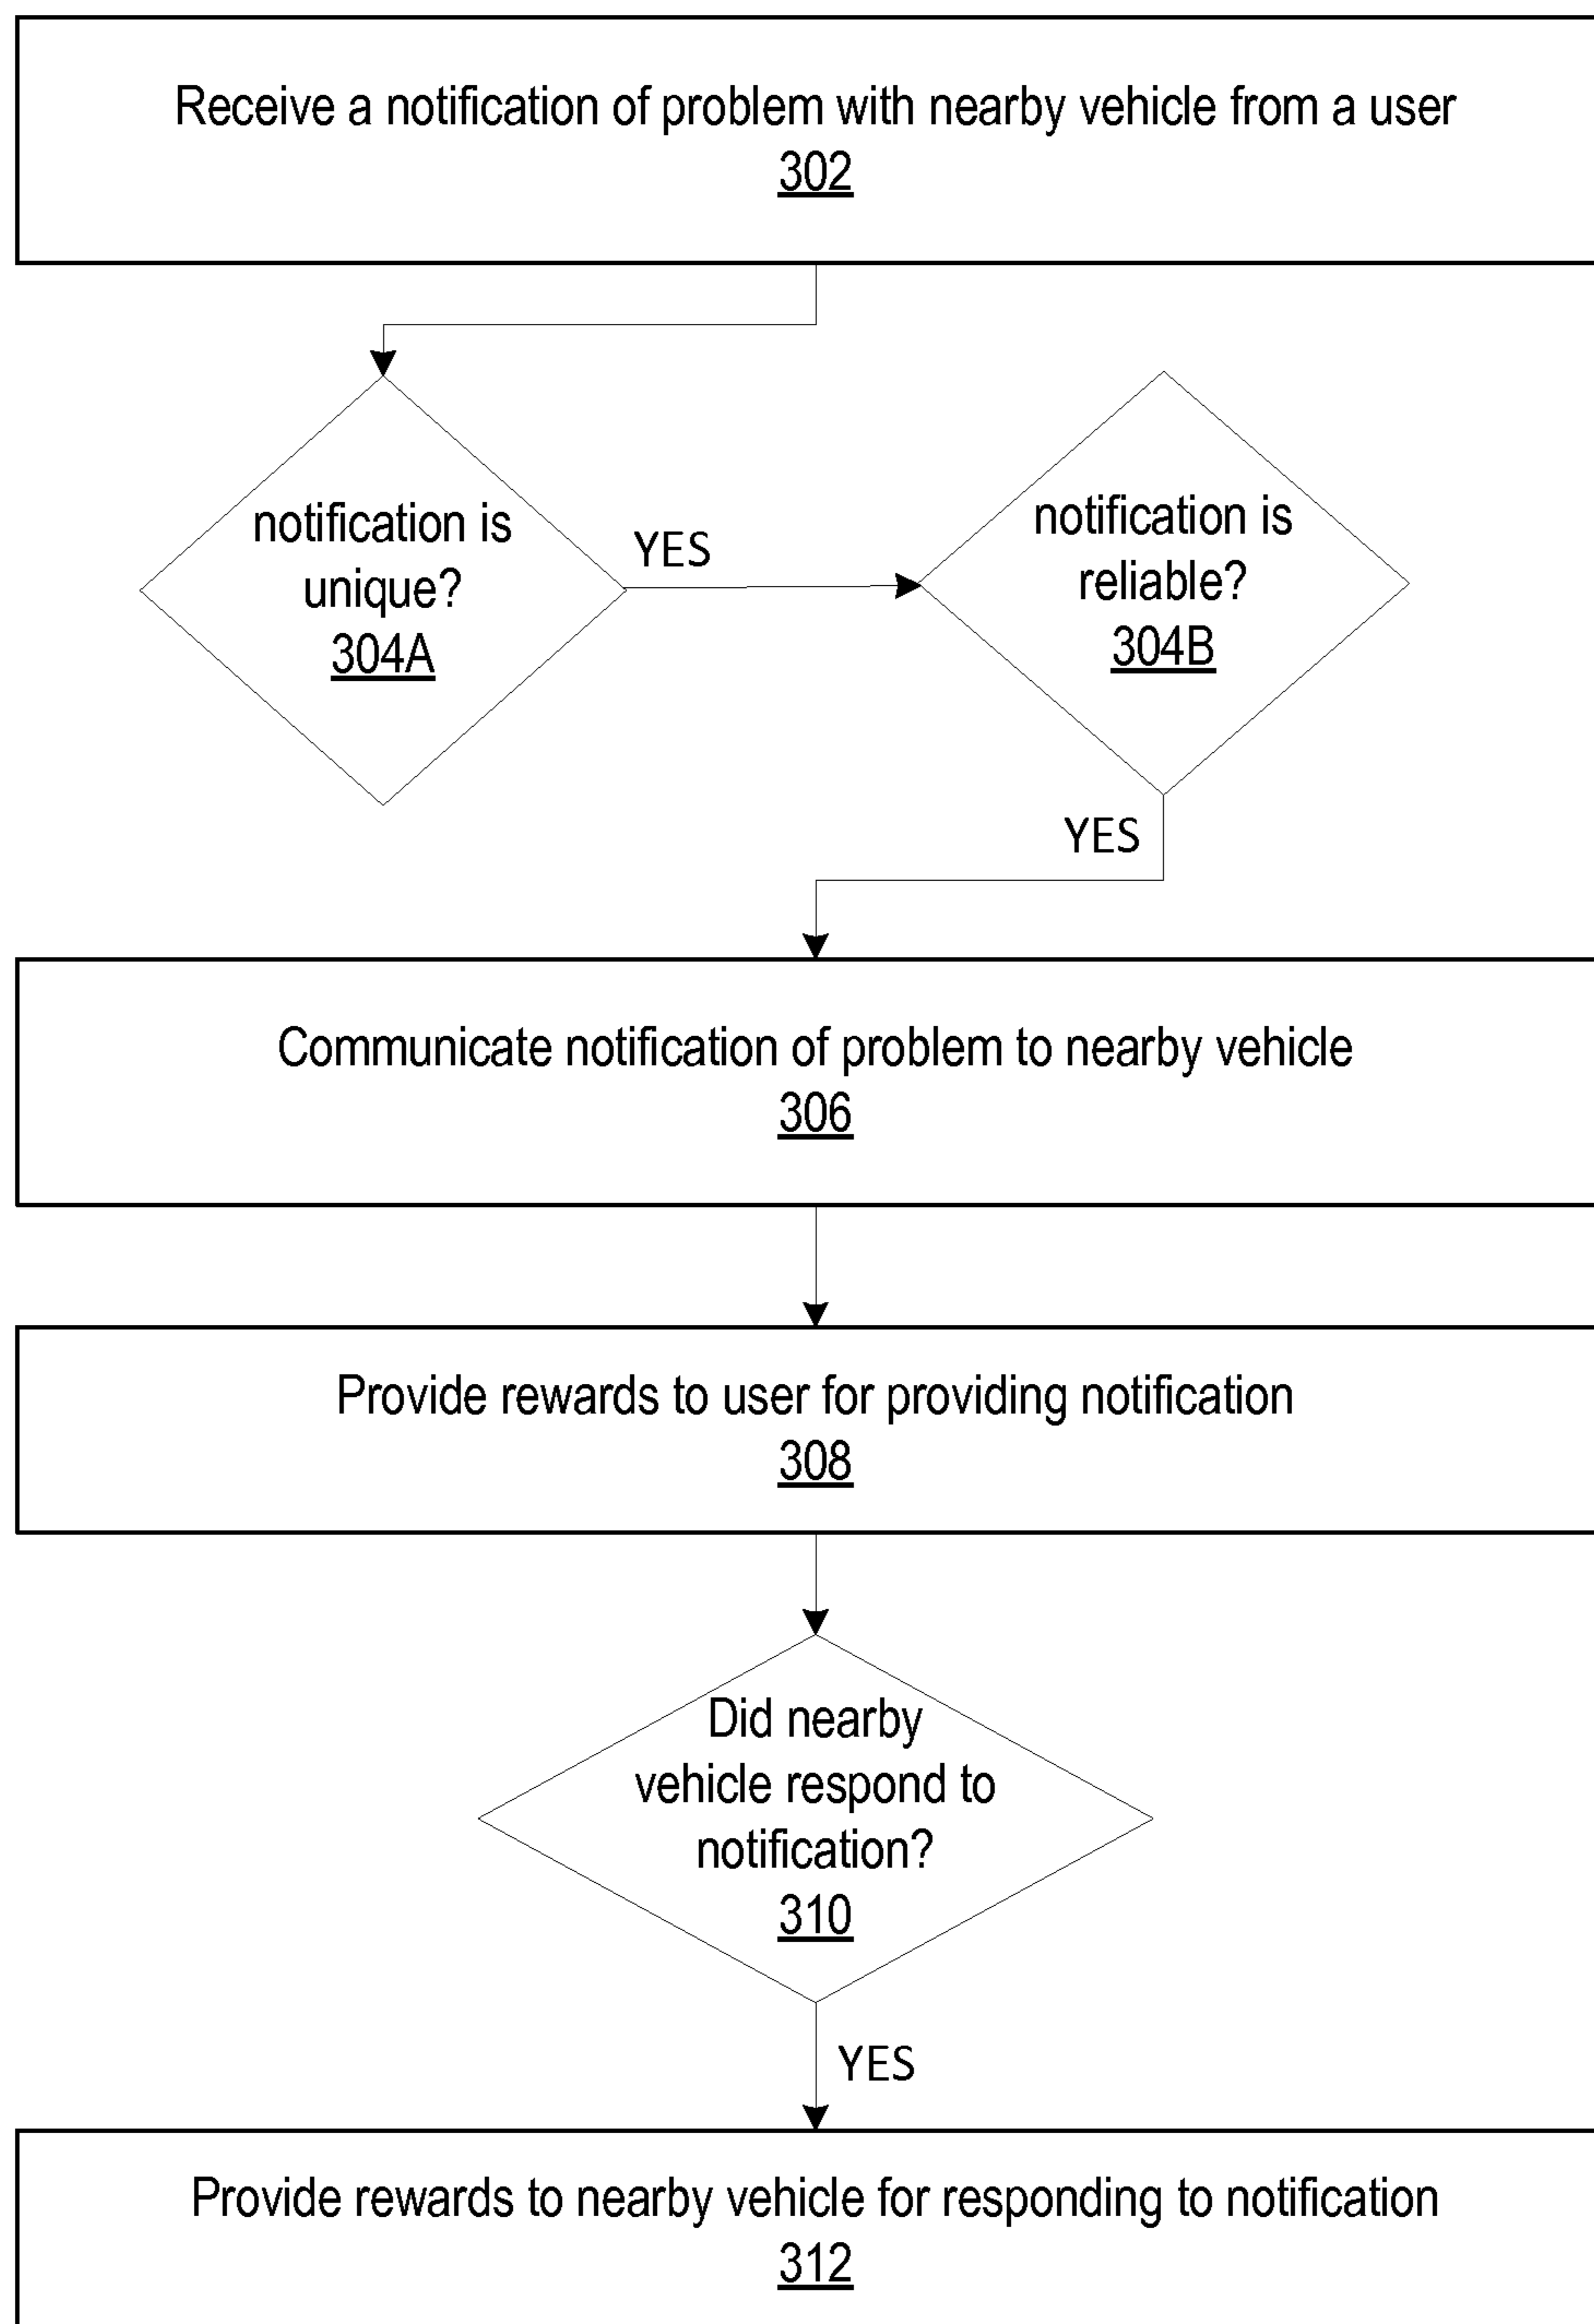 Receive a notification of problem with nearby vehicle from a user
302
notification is
unique?
304A
YES
notification is
reliable?
304B
YES
Communicate notification of problem to nearby vehicle
306
Provide rewards to user for providing notification
308
Did nearby
vehicle respond to
notification?
310
YES
Provide rewards to nearby vehicle for responding to notification
312